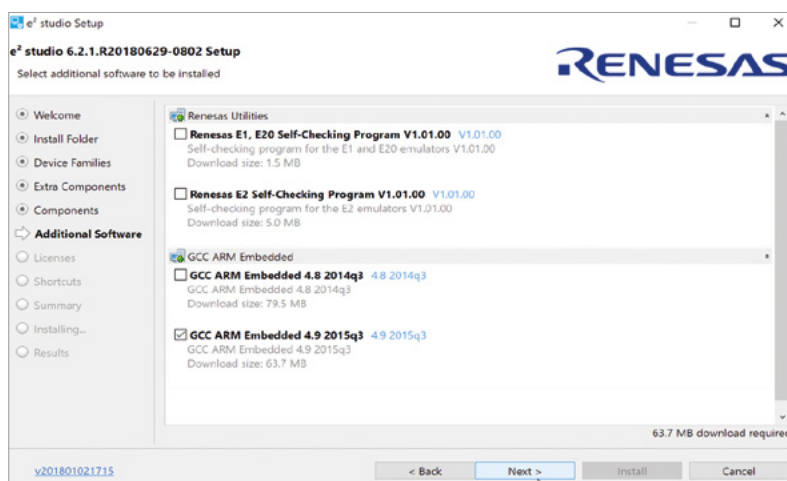 e² studio Setup
e² studio 6.2.1.R20180629-0802 Setup
Select additional software to be installed
RENESAS
Welcome
Install Folder
Device Families
Extra Components
Components
Additional Software
Licenses
Shortcuts
Summary
Installing...
Results
Renesas Utilities
Renesas E1, E20 Self-Checking Program V1.01.00 V1.01.00
Self-checking program for the E1 and E20 emulators V1.01.00
Download size: 1.5 MB
Renesas E2 Self-Checking Program V1.01.00 V1.01.00
Self-checking program for the E2 emulators V1.01.00
Download size: 5.0 MB
GCC ARM Embedded
GCC ARM Embedded 4.8 2014q3 4.8 2014q3
GCC ARM Embedded 4.8 2014q3
Download size: 79.5 MB
GCC ARM Embedded 4.9 2015q3 4.9 2015q3
GCC ARM Embedded 4.9 2015q3
Download size: 63.7 MB
63.7 MB download required
v201801021715
< Back
Next >
Install
Cancel